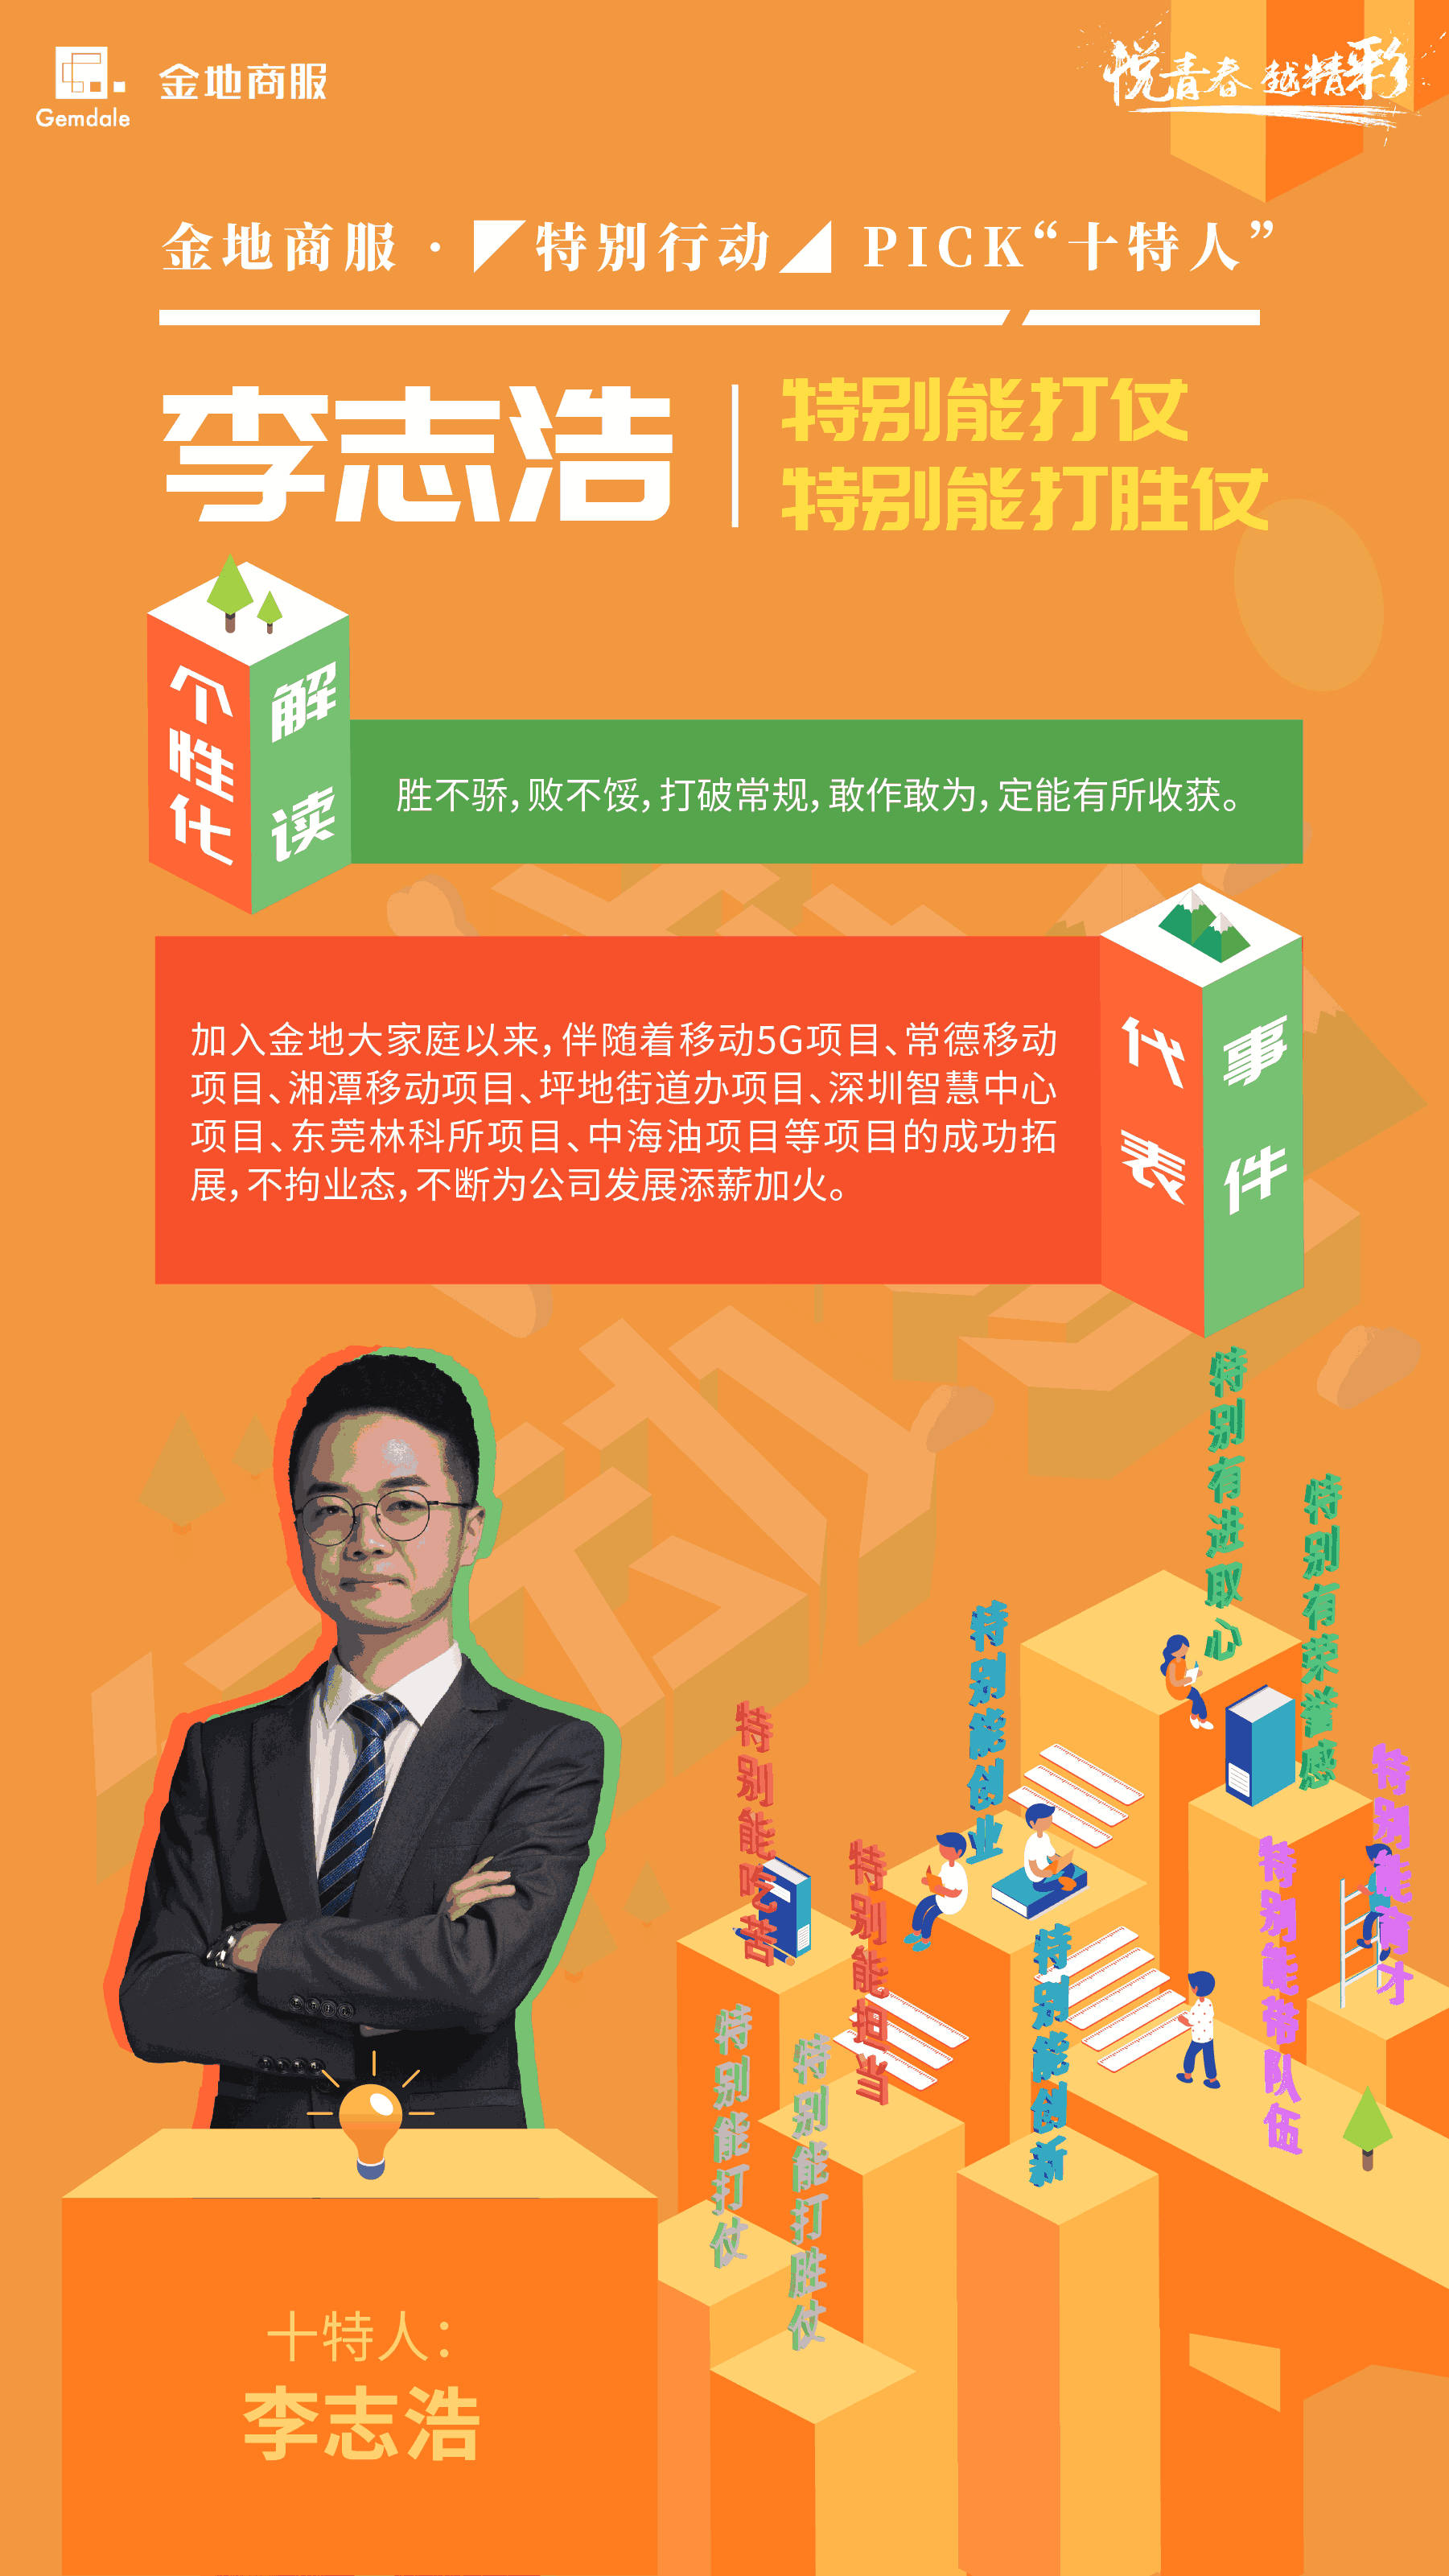 Gemdale
金地商服
悦青春 越精彩
金地商服·特别行动 PICK“十特人”
李志浩
特别能打仗
特别能打胜仗
个性化
解读
胜不骄，败不馁，打破常规，敢作敢为，定能有所收获。
加入金地大家庭以来，伴随着移动5G项目、常德移动
项目、湘潭移动项目、坪地街道办项目、深圳智慧中心
项目、东莞林科所项目、中海油项目等项目的成功拓
展，不拘业态，不断为公司发展添薪加火。
代表
事件
特别有进取心
特别有荣誉感
特别能创业
特别能吃苦
特别能担当
特别能育才
特别能带队伍
特别能创新
特别能打仗
特别能打胜仗
十特人：
李志浩